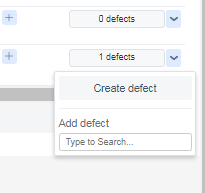 0 defects
1 defects
Create defect
Add defect
Type to Search...